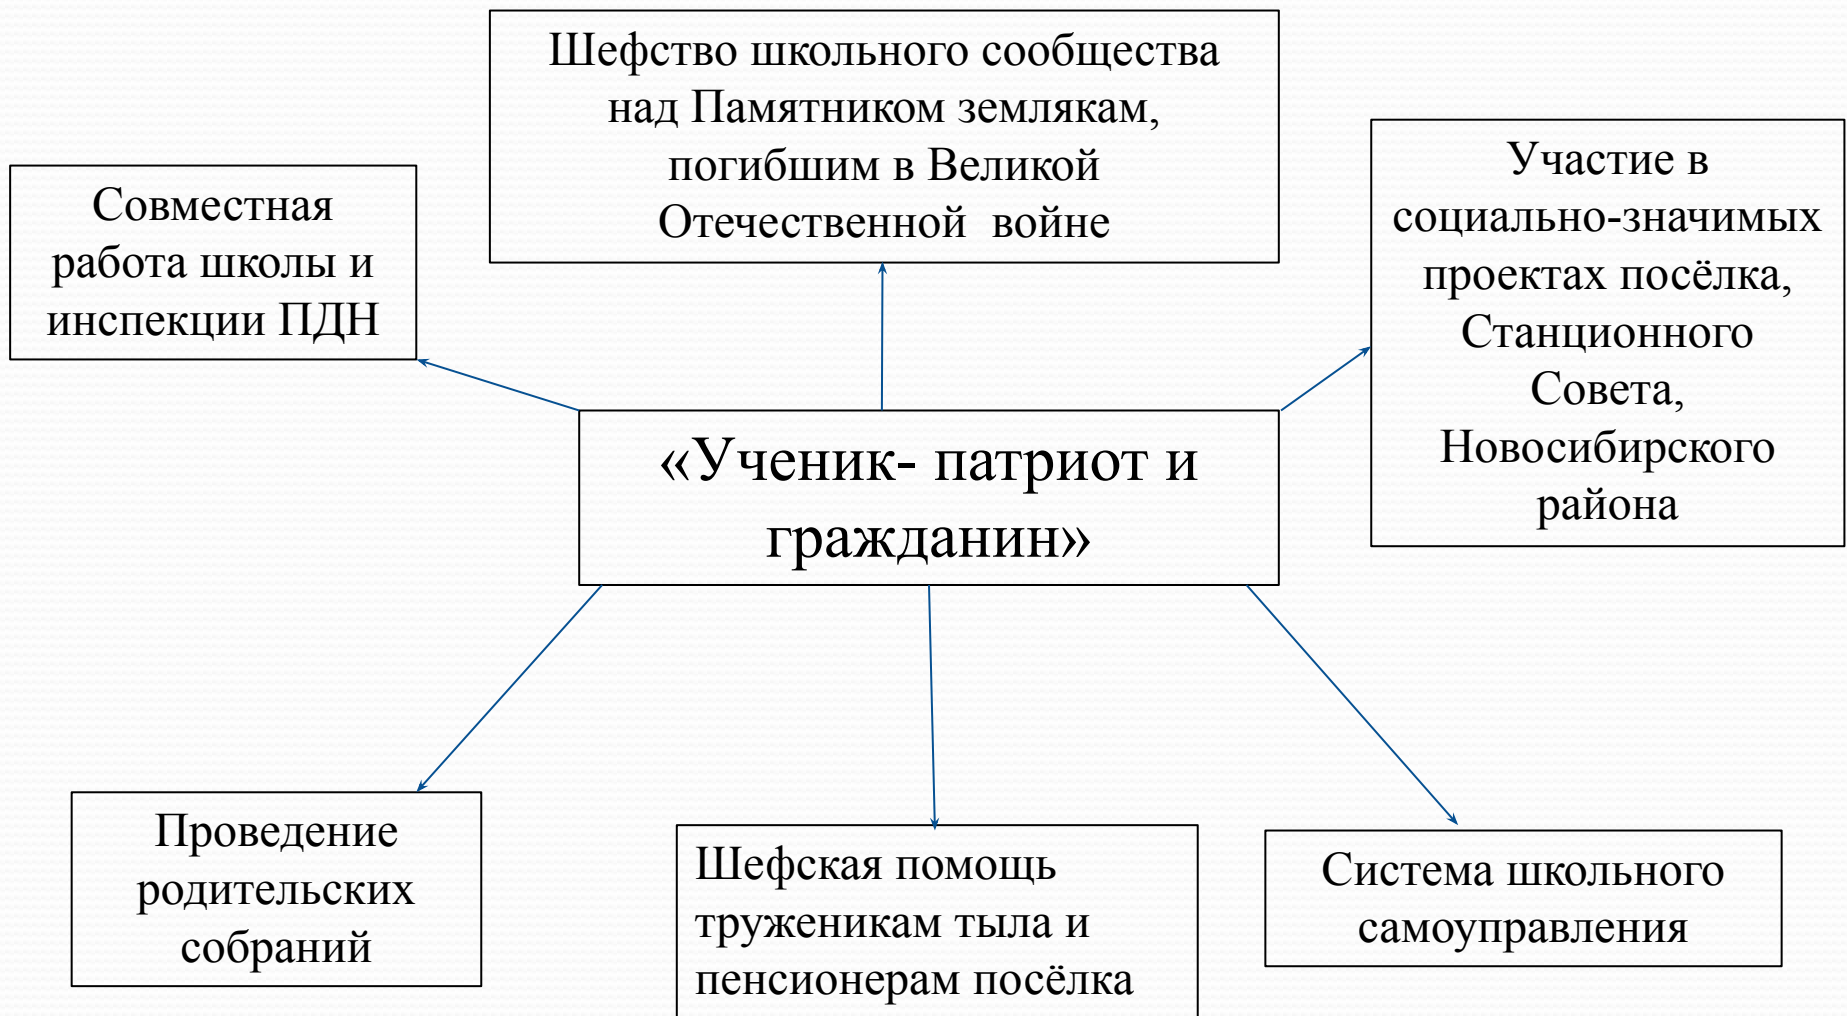 Шефство школьного сообщества
над Памятником землякам,
погибшим в Великой
Отечественной  войне
Совместная
работа школы и
инспекции ПДН
Участие в
социально-значимых
проектах посёлка,
Станционного
Совета,
Новосибирского
района
«Ученик- патриот и
гражданин»
Проведение
родительских
собраний
Шефская помощь
труженикам тыла и
пенсионерам посёлка
Система школьного
самоуправления